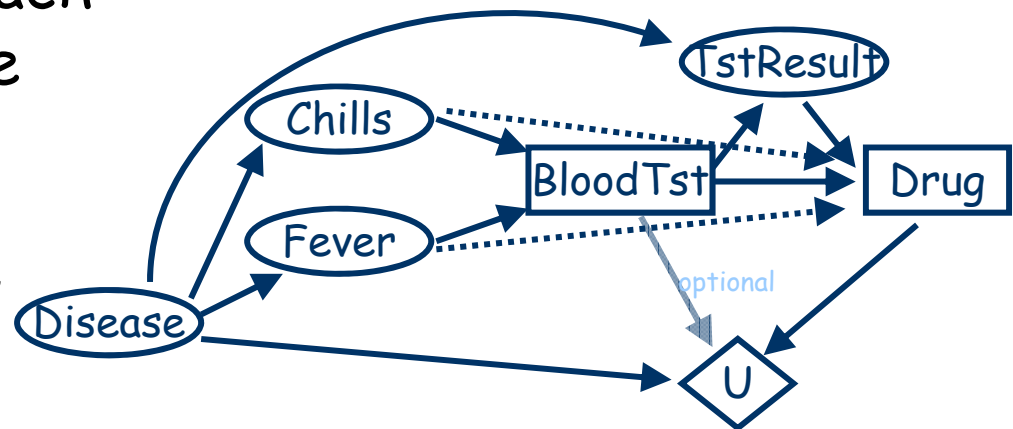 TstResult
Chills
BloodTst
Drug
Fever
optional
Disease
U